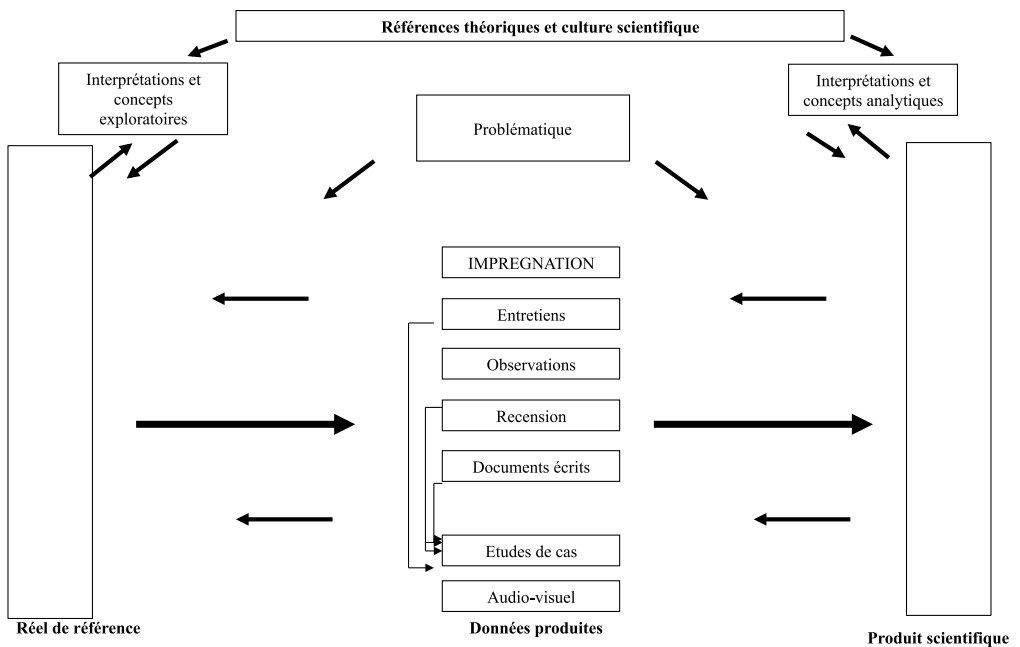 Références théoriques et culture scientifique
Interprétations et
concepts
exploratoires
Interprétations et
concepts analytiques
Problématique
IMPREGNATION
Entretiens
Observations
Recension
Documents écrits
Etudes de cas
Audio-visuel
Réel de référence
Données produites
Produit scientifique